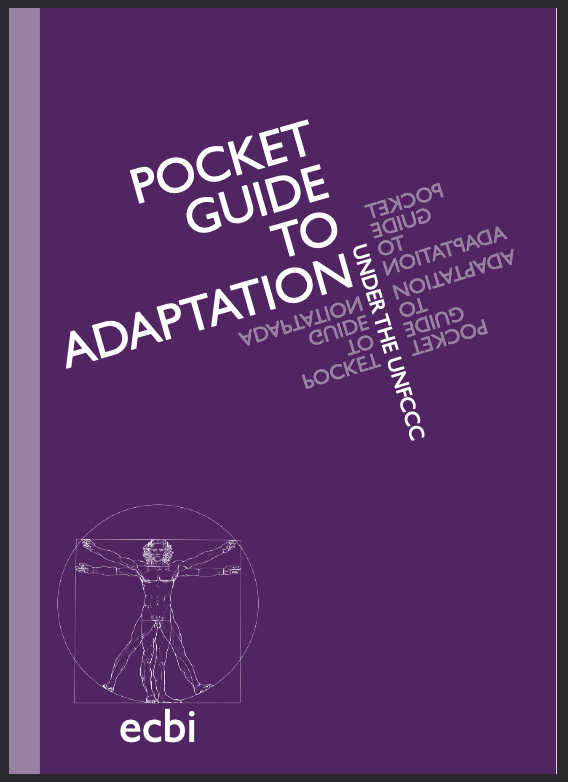 POCKET
GUIDE
TO
ADAPTATION
UNDER THE UNFCCC
POCKET
GUIDE
TO
ADAPTATION
ADAPTATION
TO
GUIDE
POCKET
ADAPTATION
GUIDE
TO
POCKET
ecbi